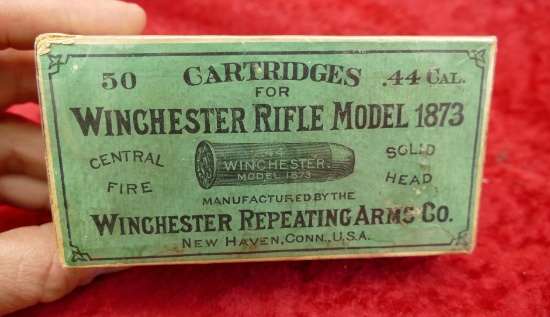 50 CARTRIDGES .44 CAL.
FOR
WINCHESTER RIFLE MODEL 1873
CENTRAL FIRE
44
WINCHESTER.
MODEL 1873
SOLID HEAD
MANUFACTURED BY THE
WINCHESTER REPEATING ARMS CO.
NEW HAVEN, CONN., U.S.A.